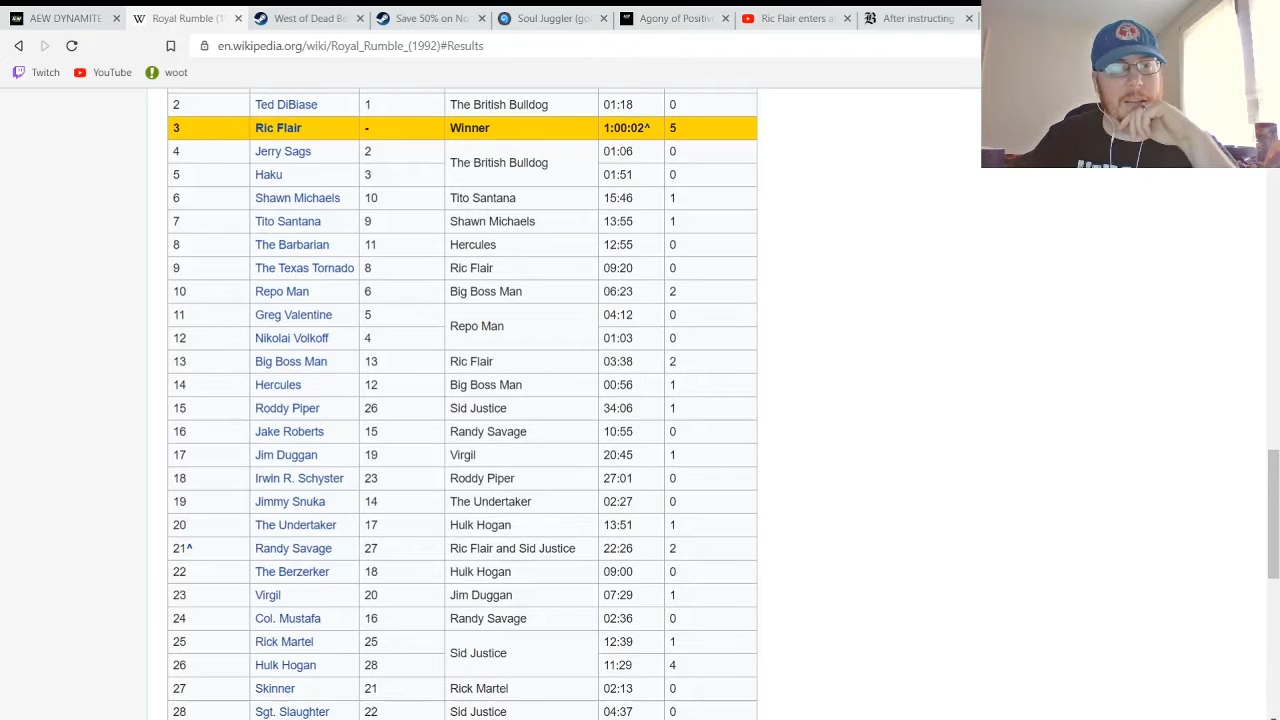 AEW DYNAMITE
Royal Rumble (1
West of Dead Be
Save 50% on No
Soul Juggler (go
Agony of Positiv
Ric Flair enters a
After instructing
en.wikipedia.org/wiki/Royal_Rumble_(1992)#Results
Twitch YouTube woot
2 Ted DiBiase 1 The British Bulldog 01:18 0
3 Ric Flair - Winner 1:00:02^ 5
4 Jerry Sags 2 The British Bulldog 01:06 0
5 Haku 3 01:51 0
6 Shawn Michaels 10 Tito Santana 15:46 1
7 Tito Santana 9 Shawn Michaels 13:55 1
8 The Barbarian 11 Hercules 12:55 0
9 The Texas Tornado 8 Ric Flair 09:20 0
10 Repo Man 6 Big Boss Man 06:23 2
11 Greg Valentine 5 Repo Man 04:12 0
12 Nikolai Volkoff 4 01:03 0
13 Big Boss Man 13 Ric Flair 03:38 2
14 Hercules 12 Big Boss Man 00:56 1
15 Roddy Piper 26 Sid Justice 34:06 1
16 Jake Roberts 15 Randy Savage 10:55 0
17 Jim Duggan 19 Virgil 20:45 1
18 Irwin R. Schyster 23 Roddy Piper 27:01 0
19 Jimmy Snuka 14 The Undertaker 02:27 0
20 The Undertaker 17 Hulk Hogan 13:51 1
21^ Randy Savage 27 Ric Flair and Sid Justice 22:26 2
22 The Berzerker 18 Hulk Hogan 09:00 0
23 Virgil 20 Jim Duggan 07:29 1
24 Col. Mustafa 16 Randy Savage 02:36 0
25 Rick Martel 25 Sid Justice 12:39 1
26 Hulk Hogan 28 11:29 4
27 Skinner 21 Rick Martel 02:13 0
28 Sgt. Slaughter 22 Sid Justice 04:37 0